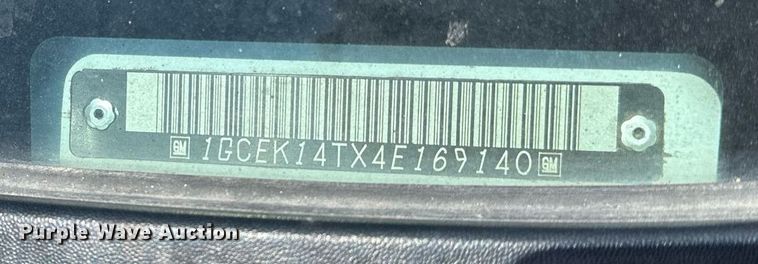 GM 1GCEK14TX4E169140 GM
Purple Wave Auction